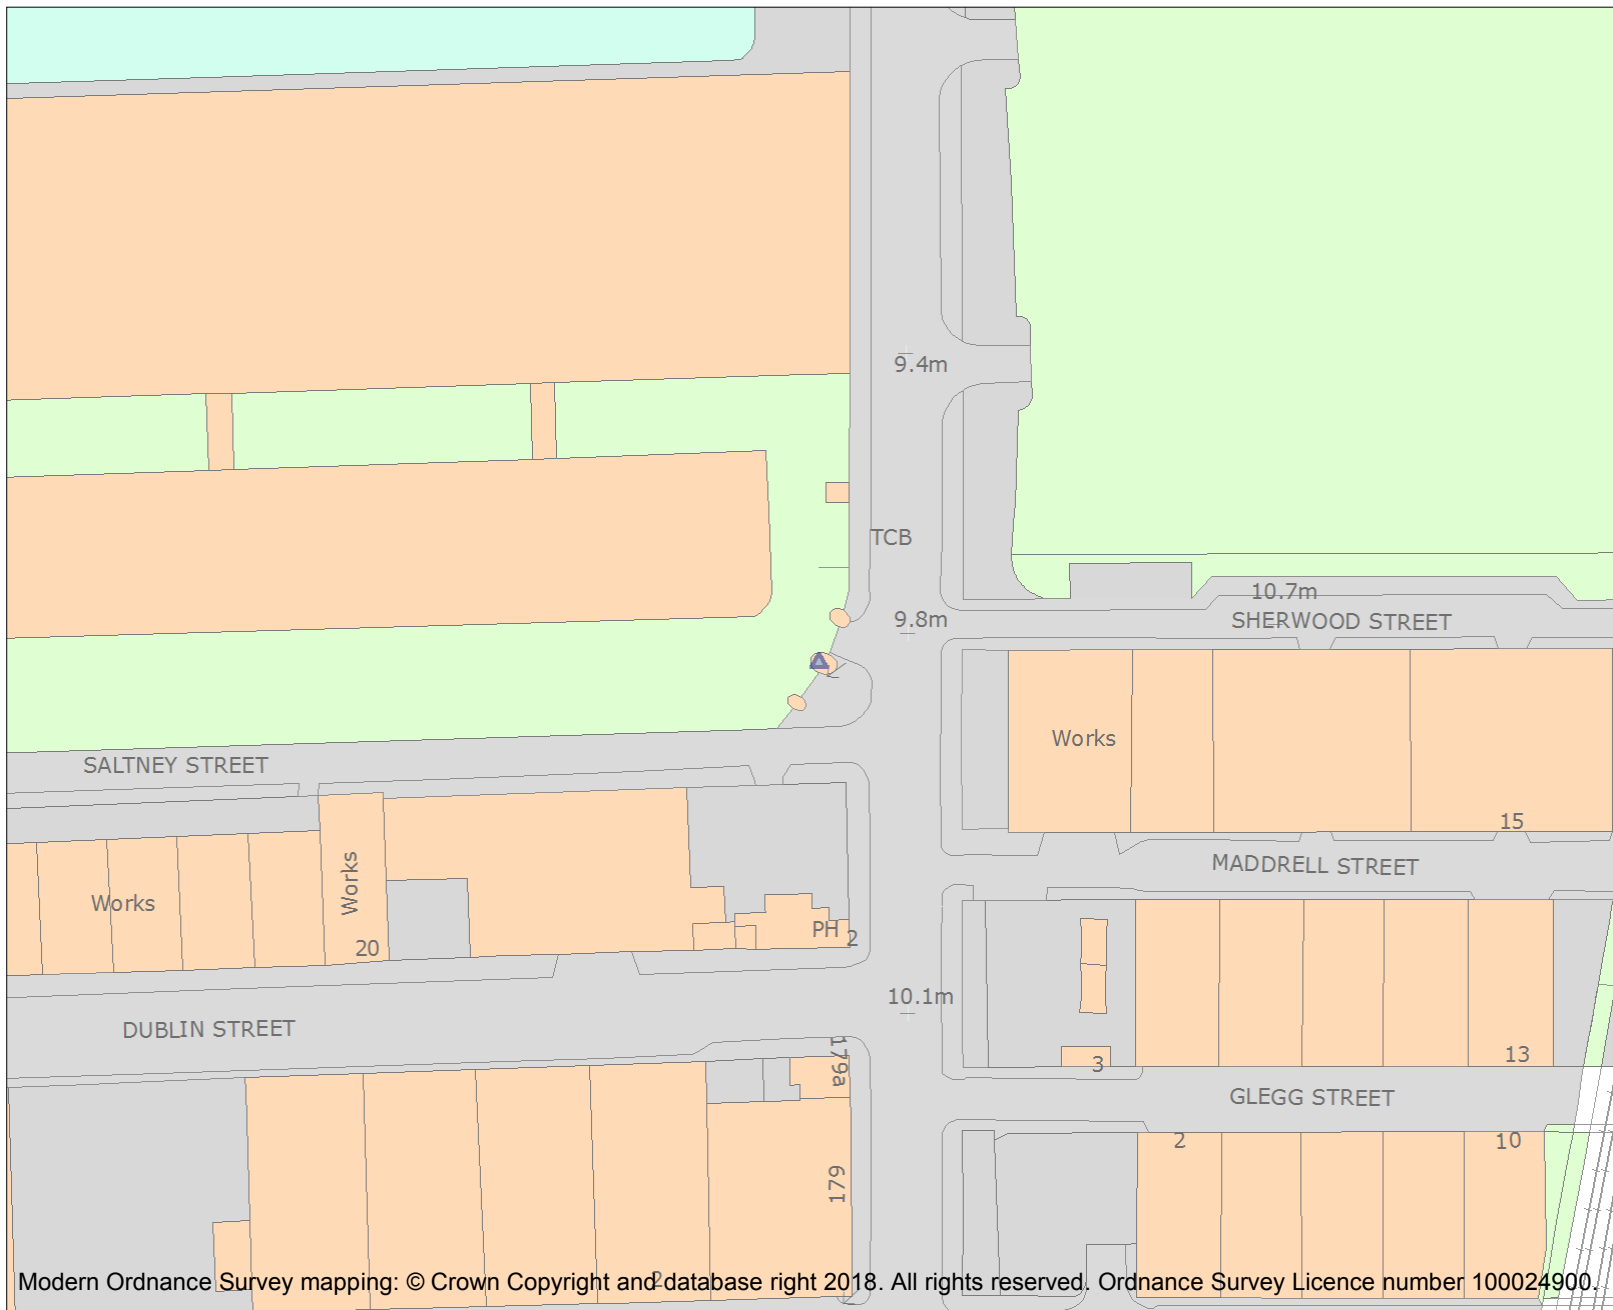 9.4m
TCB
10.7m
9.8m
SHERWOOD STREET
Works
SALTNEY STREET
15
MADDRELL STREET
Works
Works
20
PH
2
10.1m
DUBLIN STREET
179a
3
13
GLEGG STREET
2
10
179
2
Modern Ordnance Survey mapping: © Crown Copyright and database right 2018. All rights reserved. Ordnance Survey Licence number 100024900.